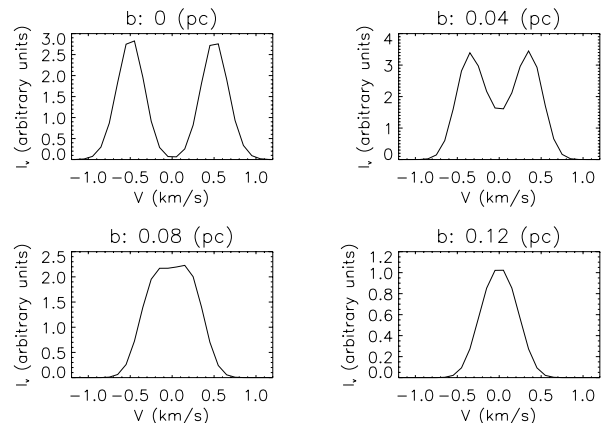 b: 0 (pc)
b: 0.04 (pc)
I_ν (arbitrary units)
3.0
2.5
2.0
1.5
1.0
0.5
0.0
-1.0 -0.5 0.0 0.5 1.0
V (km/s)
I_ν (arbitrary units)
4
3
2
1
0
-1.0 -0.5 0.0 0.5 1.0
V (km/s)
b: 0.08 (pc)
b: 0.12 (pc)
I_ν (arbitrary units)
2.5
2.0
1.5
1.0
0.5
0.0
-1.0 -0.5 0.0 0.5 1.0
V (km/s)
I_ν (arbitrary units)
1.2
1.0
0.8
0.6
0.4
0.2
0.0
-1.0 -0.5 0.0 0.5 1.0
V (km/s)